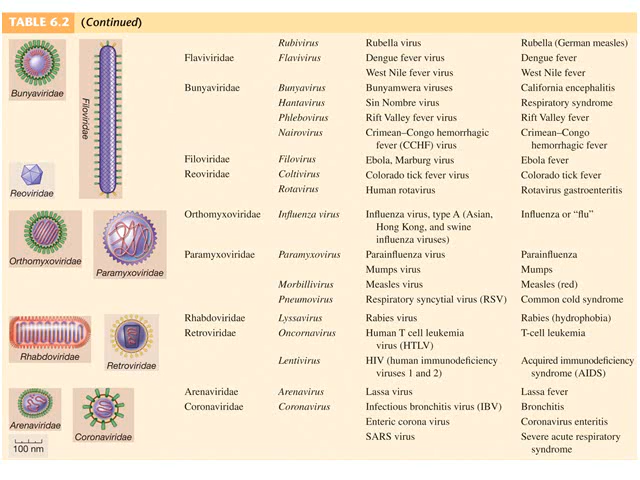 TABLE 6.2 (Continued)
Rubivirus Rubella virus Rubella (German measles)
Flaviviridae Flavivirus Dengue fever virus Dengue fever
West Nile fever virus West Nile fever
Bunyaviridae Bunyavirus Bunyamwera viruses California encephalitis
Hantavirus Sin Nombre virus Respiratory syndrome
Phlebovirus Rift Valley fever virus Rift Valley fever
Nairovirus Crimean–Congo hemorrhagic Crimean–Congo
fever (CCHF) virus hemorrhagic fever
Filoviridae Filovirus Ebola, Marburg virus Ebola fever
Reoviridae Coltivirus Colorado tick fever virus Colorado tick fever
Rotavirus Human rotavirus Rotavirus gastroenteritis
Orthomyxoviridae Influenza virus Influenza virus, type A (Asian, Influenza or “flu”
Hong Kong, and swine
influenza viruses)
Paramyxoviridae Paramyxovirus Parainfluenza virus Parainfluenza
Mumps virus Mumps
Morbillivirus Measles virus Measles (red)
Pneumovirus Respiratory syncytial virus (RSV) Common cold syndrome
Rhabdoviridae Lyssavirus Rabies virus Rabies (hydrophobia)
Retroviridae Oncornavirus Human T cell leukemia T-cell leukemia
virus (HTLV)
Lentivirus HIV (human immunodeficiency Acquired immunodeficiency
viruses 1 and 2) syndrome (AIDS)
Arenaviridae Arenavirus Lassa virus Lassa fever
Coronaviridae Coronavirus Infectious bronchitis virus (IBV) Bronchitis
Enteric corona virus Coronavirus enteritis
SARS virus Severe acute respiratory
syndrome
Bunyaviridae
Filoviridae
Reoviridae
Orthomyxoviridae
Paramyxoviridae
Rhabdoviridae
Retroviridae
Arenaviridae
Coronaviridae
100 nm